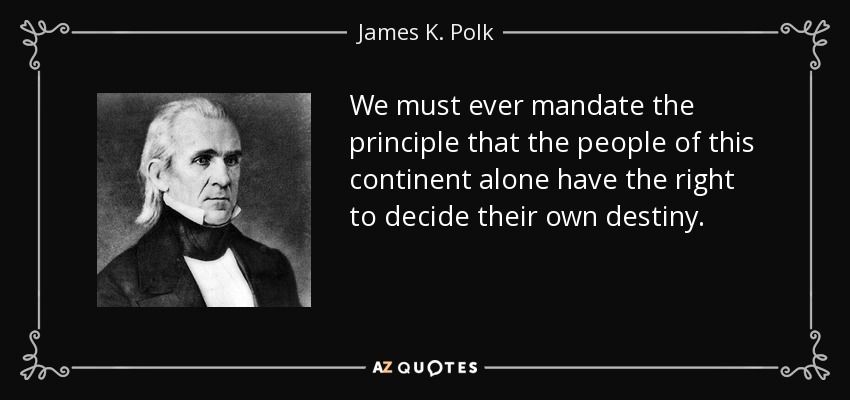 James K. Polk
We must ever mandate the
principle that the people of this
continent alone have the right
to decide their own destiny.
AZ QUOTES